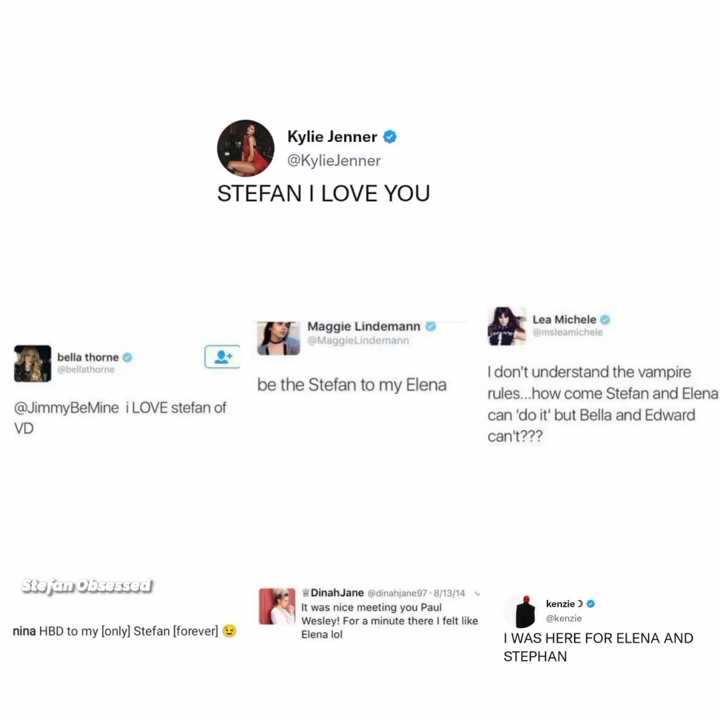 Kylie Jenner
@KylieJenner
STEFAN I LOVE YOU
bella thorne
@bellathorne
@JimmyBeMine i LOVE stefan of
VD
Maggie Lindemann
@MaggieLindemann
be the Stefan to my Elena
Lea Michele
@msleamichele
I don't understand the vampire
rules...how come Stefan and Elena
can 'do it' but Bella and Edward
can't???
Stefan Obsessed
nina HBD to my [only] Stefan [forever] 😉
♕DinahJane @dinahjane97 · 8/13/14
It was nice meeting you Paul
Wesley! For a minute there I felt like
Elena lol
kenzie ☽
@kenzie
I WAS HERE FOR ELENA AND
STEPHAN